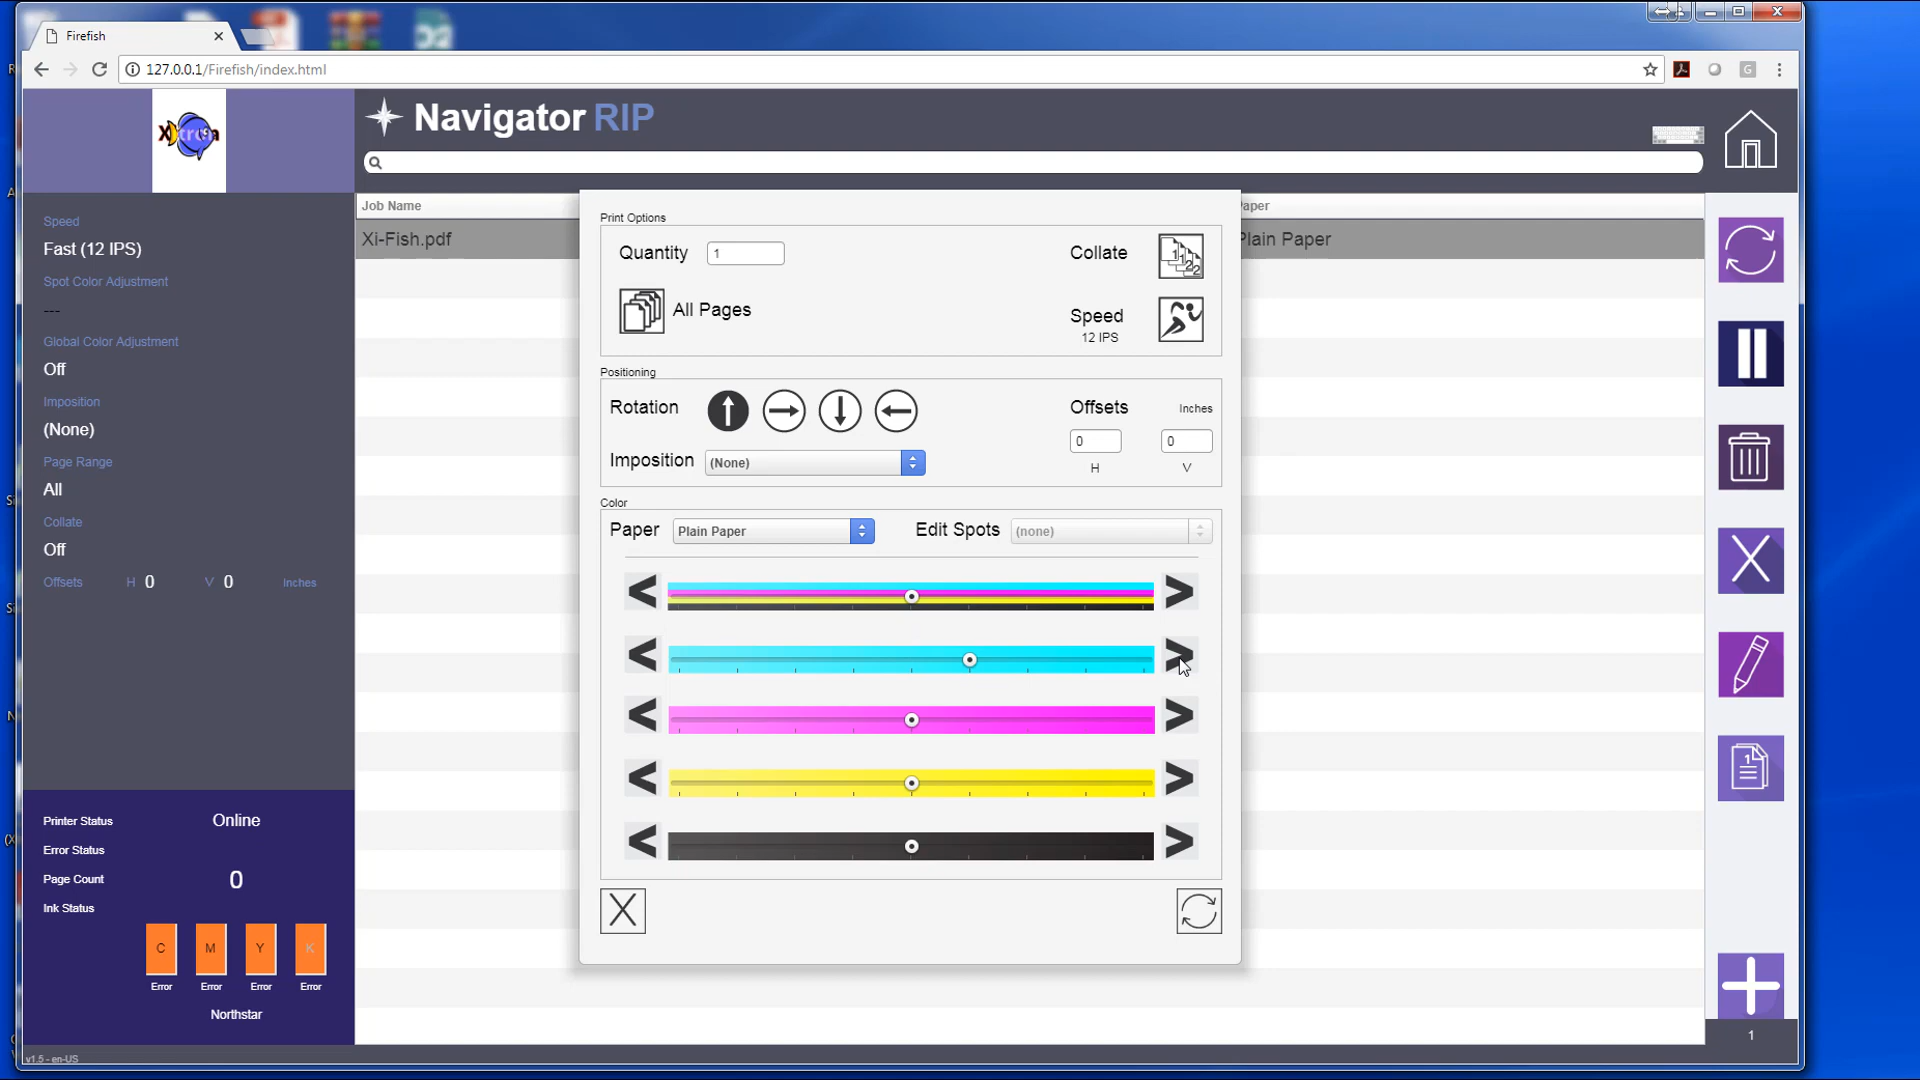 Firefish
127.0.0.1/Firefish/index.html
Xitron
Navigator RIP
Job Name
Paper
Xi-Fish.pdf
Plain Paper
Speed
Fast (12 IPS)
Spot Color Adjustment
---
Global Color Adjustment
Off
Imposition
(None)
Page Range
All
Collate
Off
Offsets H 0 V 0 Inches
Printer Status Online
Error Status
Page Count 0
Ink Status
C M Y K
Error Error Error Error
Northstar
v1.5 - en-US
Print Options
Quantity 1
Collate
All Pages
Speed
12 IPS
Positioning
Rotation
Offsets Inches
0 0
Imposition (None)
H V
Color
Paper Plain Paper Edit Spots (none)
1